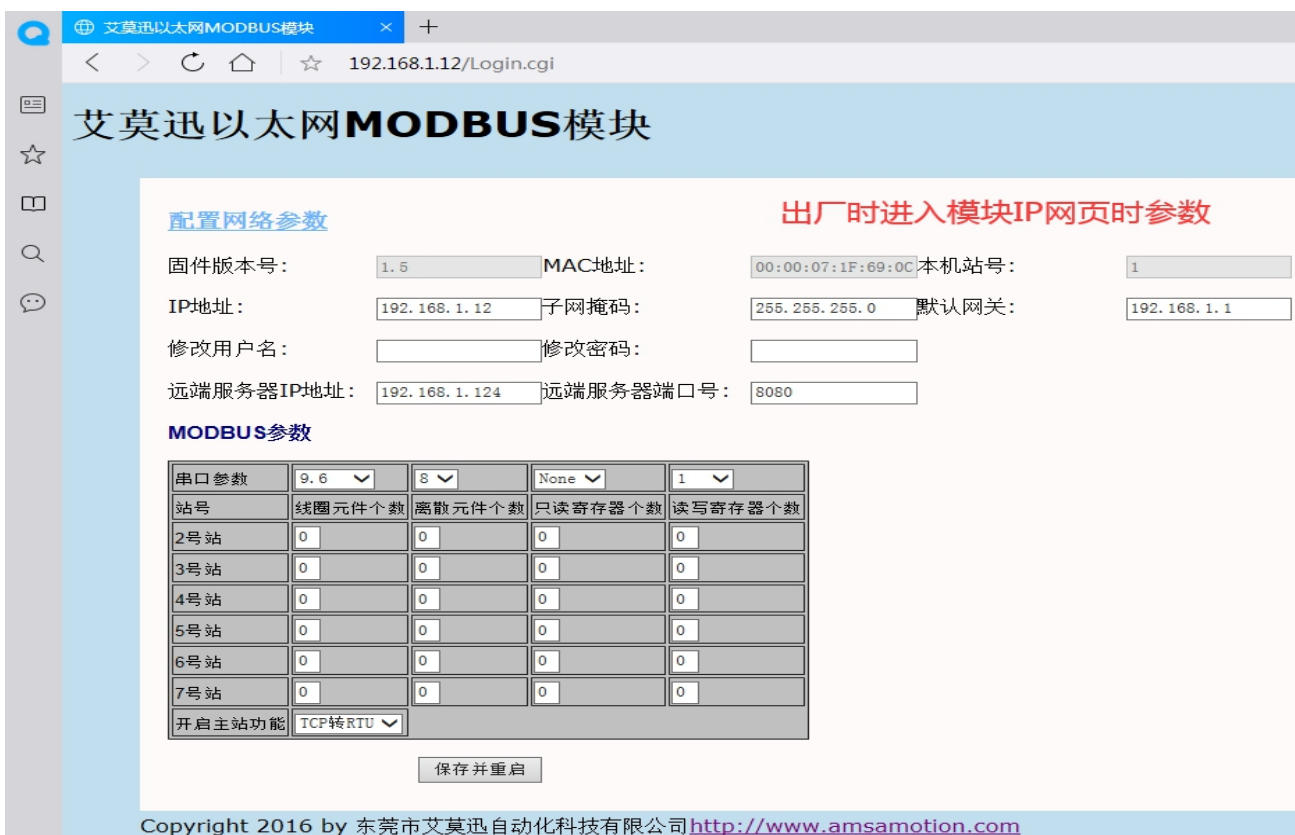 艾莫迅以太网MODBUS模块
192.168.1.12/Login.cgi
艾莫迅以太网MODBUS模块
配置网络参数 出厂时进入模块IP网页时参数
固件版本号: 1.5 MAC地址: 00:00:07:1F:69:0C 本机站号: 1
IP地址: 192.168.1.12 子网掩码: 255.255.255.0 默认网关: 192.168.1.1
修改用户名: 修改密码:
远端服务器IP地址: 192.168.1.124 远端服务器端口号: 8080
MODBUS参数
串口参数 9.6 8 None 1
站号 线圈元件个数 离散元件个数 只读寄存器个数 读写寄存器个数
2号站 0 0 0 0
3号站 0 0 0 0
4号站 0 0 0 0
5号站 0 0 0 0
6号站 0 0 0 0
7号站 0 0 0 0
开启主站功能 TCP转RTU
保存并重启
Copyright 2016 by 东莞市艾莫迅自动化科技有限公司http://www.amsamotion.com